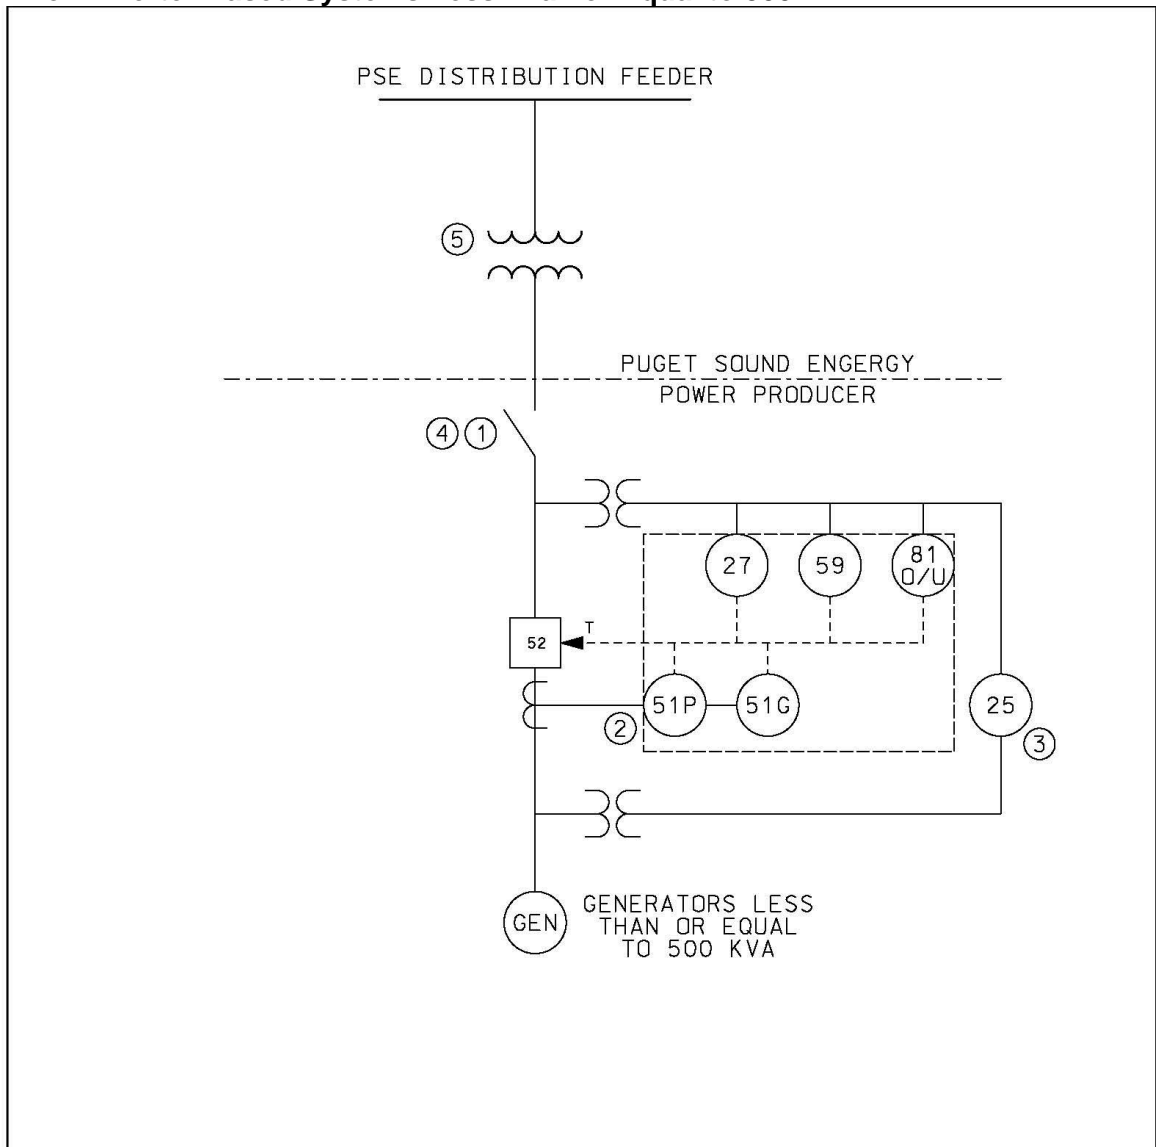 PSE DISTRIBUTION FEEDER
5
PUGET SOUND ENGERGY
POWER PRODUCER
4 1
27 59 81
O/U
T
52
51P 51G 25
2
3
GEN
GENERATORS LESS
THAN OR EQUAL
TO 500 KVA